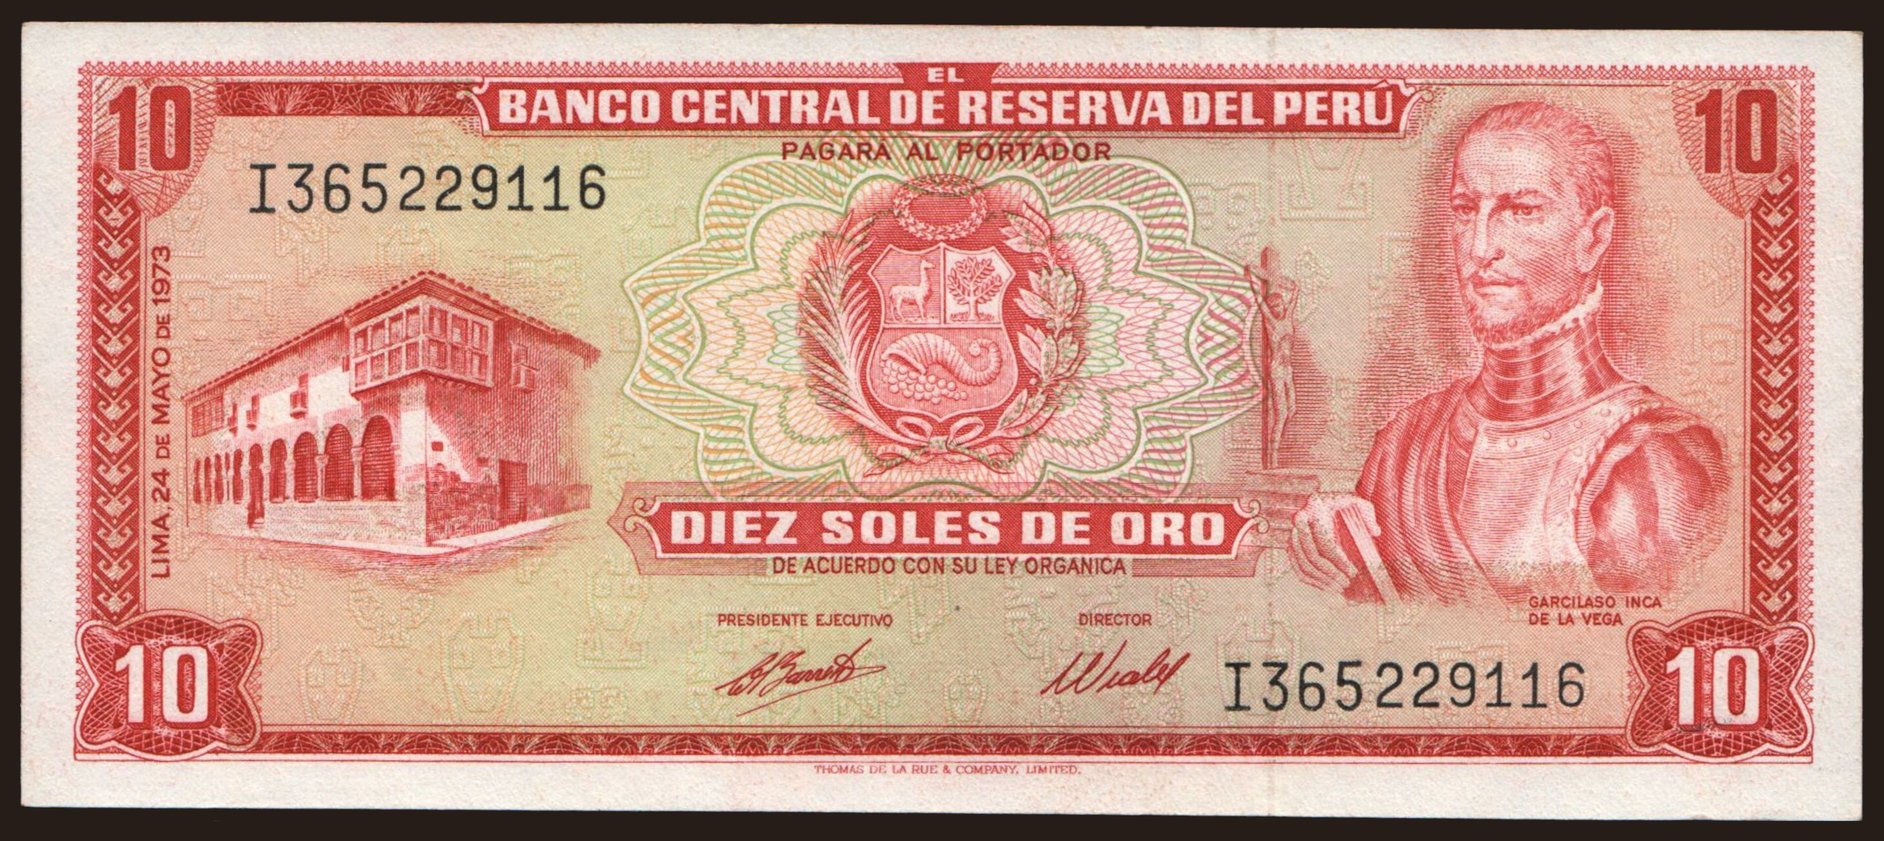 EL
BANCO CENTRAL DE RESERVA DEL PERÚ
PAGARÁ AL PORTADOR
10
10
I365229116
LIMA, 24 DE MAYO DE 1973
DIEZ SOLES DE ORO
DE ACUERDO CON SU LEY ORGANICA
GARCILASO INCA
DE LA VEGA
PRESIDENTE EJECUTIVO
DIRECTOR
I365229116
10
10
THOMAS DE LA RUE & COMPANY, LIMITED.